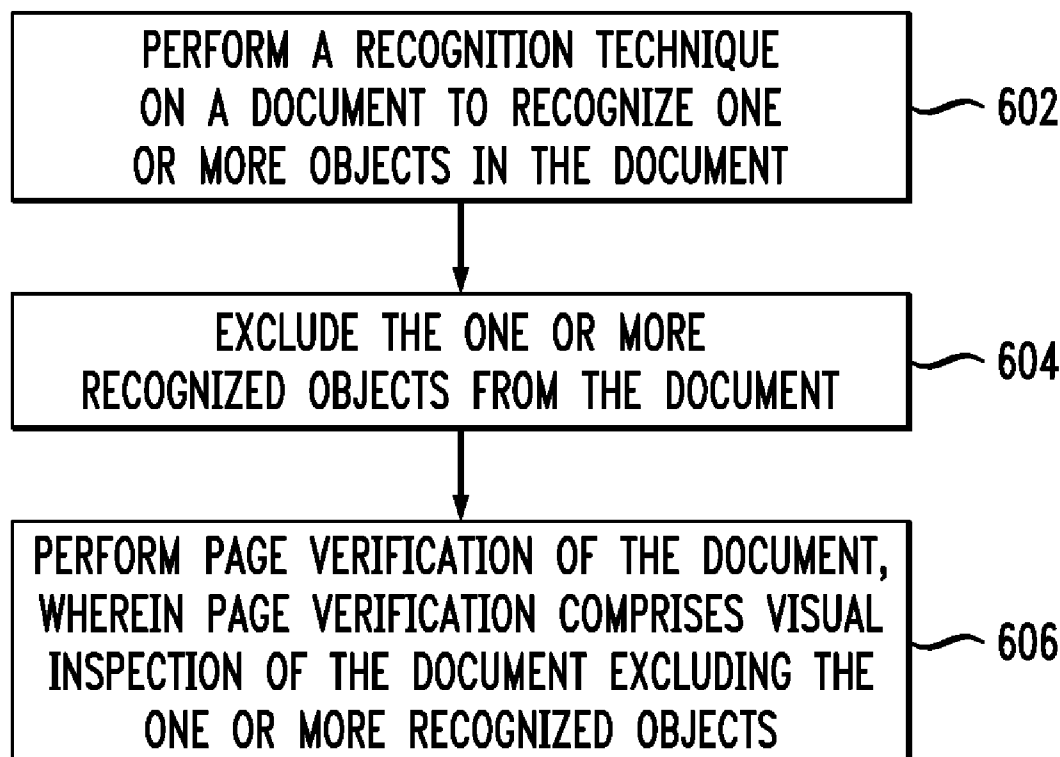 PERFORM A RECOGNITION TECHNIQUE
ON A DOCUMENT TO RECOGNIZE ONE
OR MORE OBJECTS IN THE DOCUMENT
602
EXCLUDE THE ONE OR MORE
RECOGNIZED OBJECTS FROM THE DOCUMENT
604
PERFORM PAGE VERIFICATION OF THE DOCUMENT,
WHEREIN PAGE VERIFICATION COMPRISES VISUAL
INSPECTION OF THE DOCUMENT EXCLUDING THE
ONE OR MORE RECOGNIZED OBJECTS
606